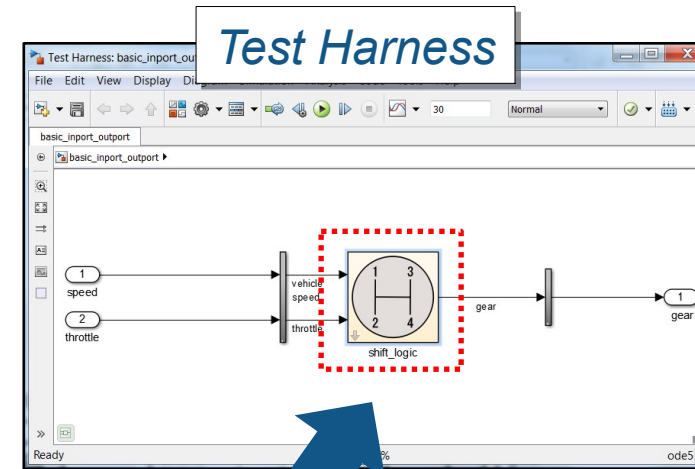 Test Harness
Test Harness: basic_inport_ou
File Edit View Display
30 Normal
basic_inport_outport
basic_inport_outport
1
speed
2
throttle
vehicle
speed
throttle
1 3
2 4
shift_logic
gear
1
gear
Ready % ode5